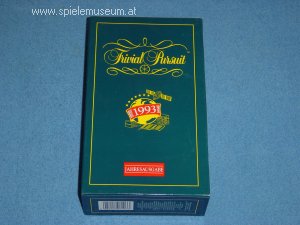 www.spielemuseum.at
Trivial Pursuit
1993
JAHRESAUSGABE